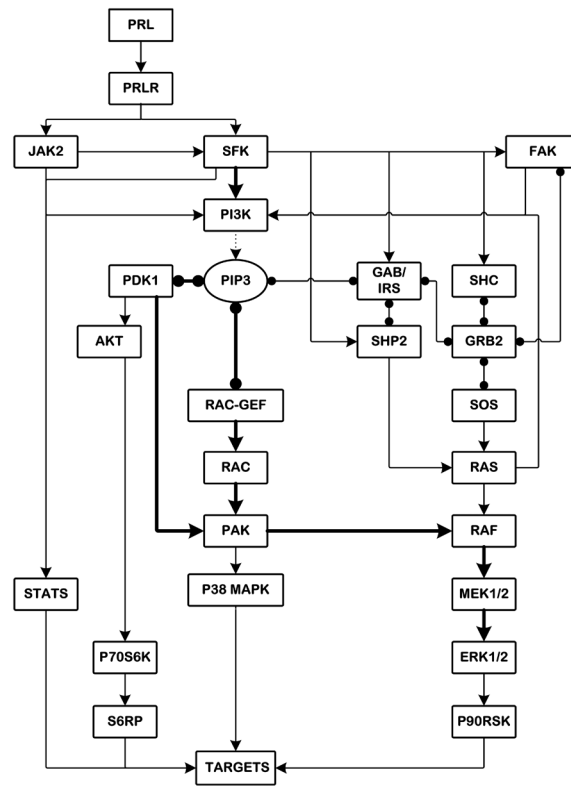 PRL
PRLR
JAK2
SFK
FAK
PI3K
PDK1
PIP3
GAB/
IRS
SHC
AKT
SHP2
GRB2
RAC-GEF
SOS
RAC
RAS
PAK
RAF
STATS
P38 MAPK
MEK1/2
P70S6K
ERK1/2
S6RP
P90RSK
TARGETS